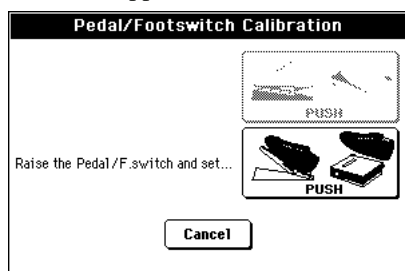 Pedal/Footswitch Calibration
PUSH
Raise the Pedal/F.switch and set...
PUSH
Cancel